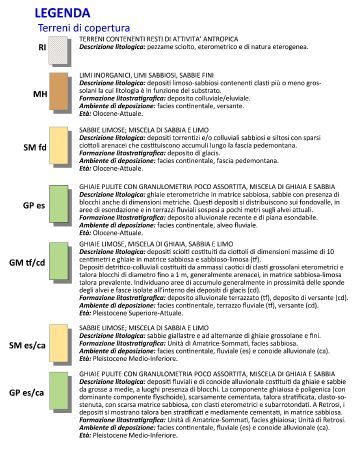 LEGENDA
Terreni di copertura
RI
TERRENI CONTENENTI RESTI DI ATTIVITA' ANTROPICA
Descrizione litologica: pezzame sciolto, eterometrico e di natura eterogenea.
MH
LIMI INORGANICI, LIMI SABBIOSI, SABBIE FINI
Descrizione litologica: depositi limoso-sabbiosi contenenti clasti più o meno gros-
solani la cui litologia è in funzione del substrato.
Formazione litostratigrafica: deposito colluviale/eluviale.
Ambiente di deposizione: facies continentale, versante.
Età: Olocene-Attuale.
SM fd
SABBIE LIMOSE; MISCELA DI SABBIA E LIMO
Descrizione litologica: depositi torrentizi e/o colluviali sabbiosi e siltosi con sparsi
ciottoli arenacei che costituiscono accumuli lungo la fascia pedemontana.
Formazione litostratigrafica: deposito di glacis.
Ambiente di deposizione: facies continentale, fascia pedemontana.
Età: Olocene-Attuale.
GP es
GHIAIE PULITE CON GRANULOMETRIA POCO ASSORTITA, MISCELA DI GHIAIA E SABBIA
Descrizione litologica: ghiaie eterometriche in matrice sabbiosa, sabbie con presenza di
blocchi anche di dimensioni metriche. Questi depositi si distribuiscono sui fondovalle, in
aree di esondazione e in terrazzi fluviali sospesi a pochi metri sugli alvei attuali.
Formazione litostratigrafica: deposito alluvionale recente e di piana esondabile.
Ambiente di deposizione: facies continentale, alveo fluviale.
Età: Olocene-Attuale.
GM tf/cd
GHIAIE LIMOSE, MISCELA DI GHIAIA, SABBIA E LIMO
Descrizione litologica: depositi sciolti costituiti da ciottoli di dimensioni massime di 10
centimetri e ghiaie in matrice sabbiosa e sabbioso-limosa (tf).
Depositi detritico-colluviali costituiti da ammassi caotici di clasti grossolani eterometrici e
talora blocchi di diametro fino a 1 m, generalmente arenacei, in matrice limoso-sabbiosa
talora prevalente. Individuano aree di accumulo generalmente in prossimità delle sponde
degli alvei e fasce isolate all'interno dei depositi di glacis (cd).
Formazione litostratigrafica: deposito alluvionale terrazzato (tf), deposito di versante (cd).
Ambiente di deposizione: facies continentale, terrazzo fluviale (tf), versante (cd).
Età: Pleistocene Superiore-Attuale.
SM es/ca
SABBIE LIMOSE; MISCELA DI SABBIA E LIMO
Descrizione litologica: sabbie giallastre e ad alternanze di ghiaie grossolane e fini.
Formazione litostratigrafica: Unità di Amatrice-Sommati, facies sabbiosa.
Ambiente di deposizione: facies continentale, fluviale (es) e conoide alluvionale (ca).
Età: Pleistocene Medio-Inferiore.
GP es/ca
GHIAIE PULITE CON GRANULOMETRIA POCO ASSORTITA, MISCELA DI GHIAIA E SABBIA
Descrizione litologica: depositi fluviali e di conoide alluvionale costituiti da ghiaie e sabbie
da grosse a medie, a luoghi presenza di blocchi. La componente ghiaiosa è poligenica (con
dominante componente flyschoide), scarsamente cementata, talora stratificata, clasto-so-
stenuta, con scarsa matrice sabbiosa, con clasti eterometrici e subarrotondati. A Retrosi, i
depositi si mostrano talora ben stratificati e mediamente cementati, in matrice sabbiosa.
Formazione litostratigrafica: Unità di Amatrice-Sommati, facies ghiaiosa; Unità di Retrosi.
Ambiente di deposizione: facies continentale, fluviale (es) e conoide alluvionale (ca).
Età: Pleistocene Medio-Inferiore.